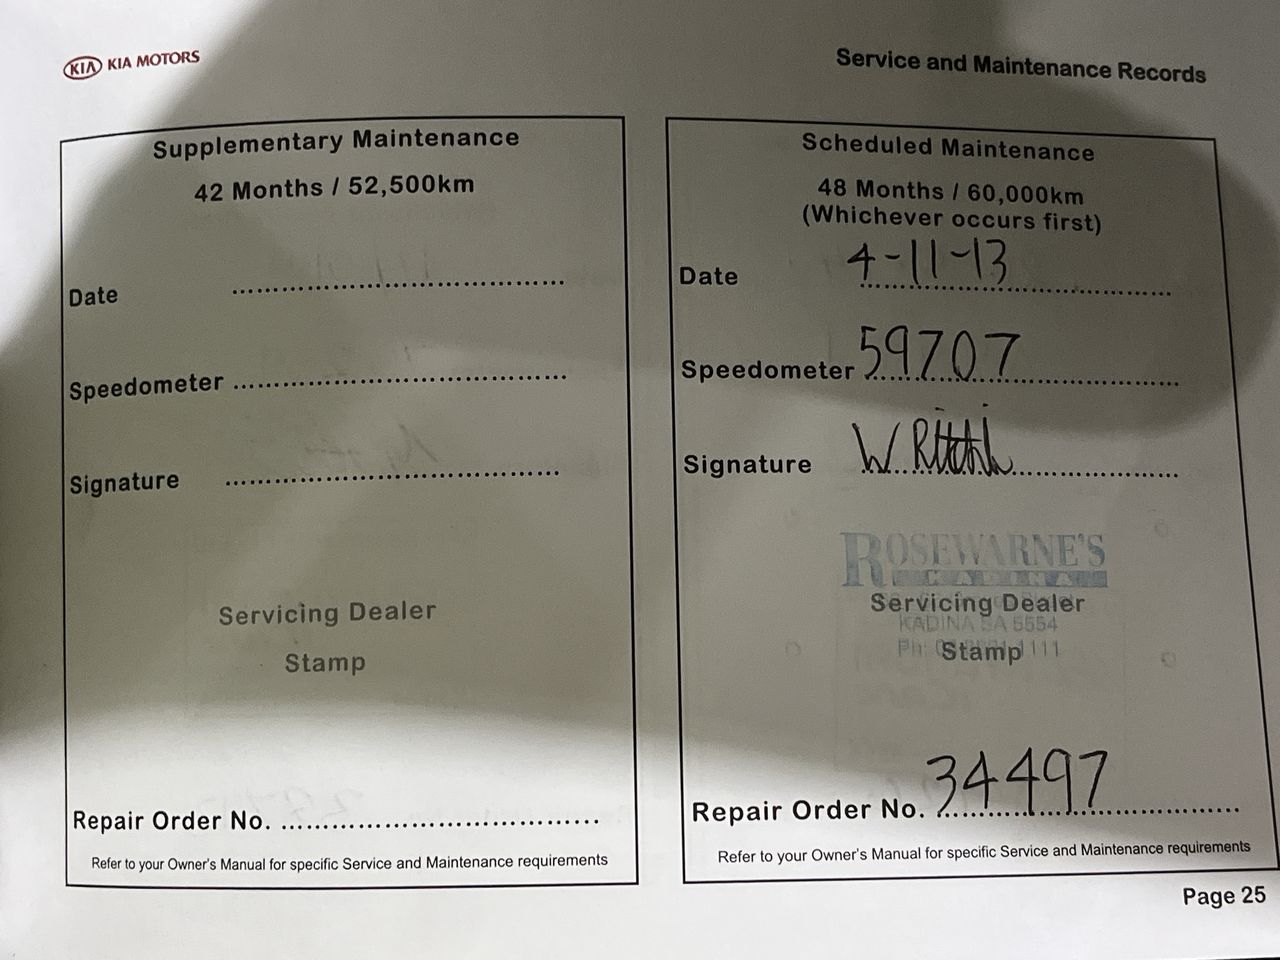 KIA KIA MOTORS
Service and Maintenance Records
Supplementary Maintenance
42 Months / 52,500km
Date ........................................
Speedometer ........................................
Signature ........................................
Servicing Dealer
Stamp
Repair Order No. ........................................
Refer to your Owner's Manual for specific Service and Maintenance requirements
Scheduled Maintenance
48 Months / 60,000km
(Whichever occurs first)
Date 4-11-13
Speedometer 59707
Signature W.
ROSEWARNE'S
KADINA
Servicing Dealer
KADINA SA 5554
Ph: Stamp 1111
Repair Order No. 34497
Refer to your Owner's Manual for specific Service and Maintenance requirements
Page 25